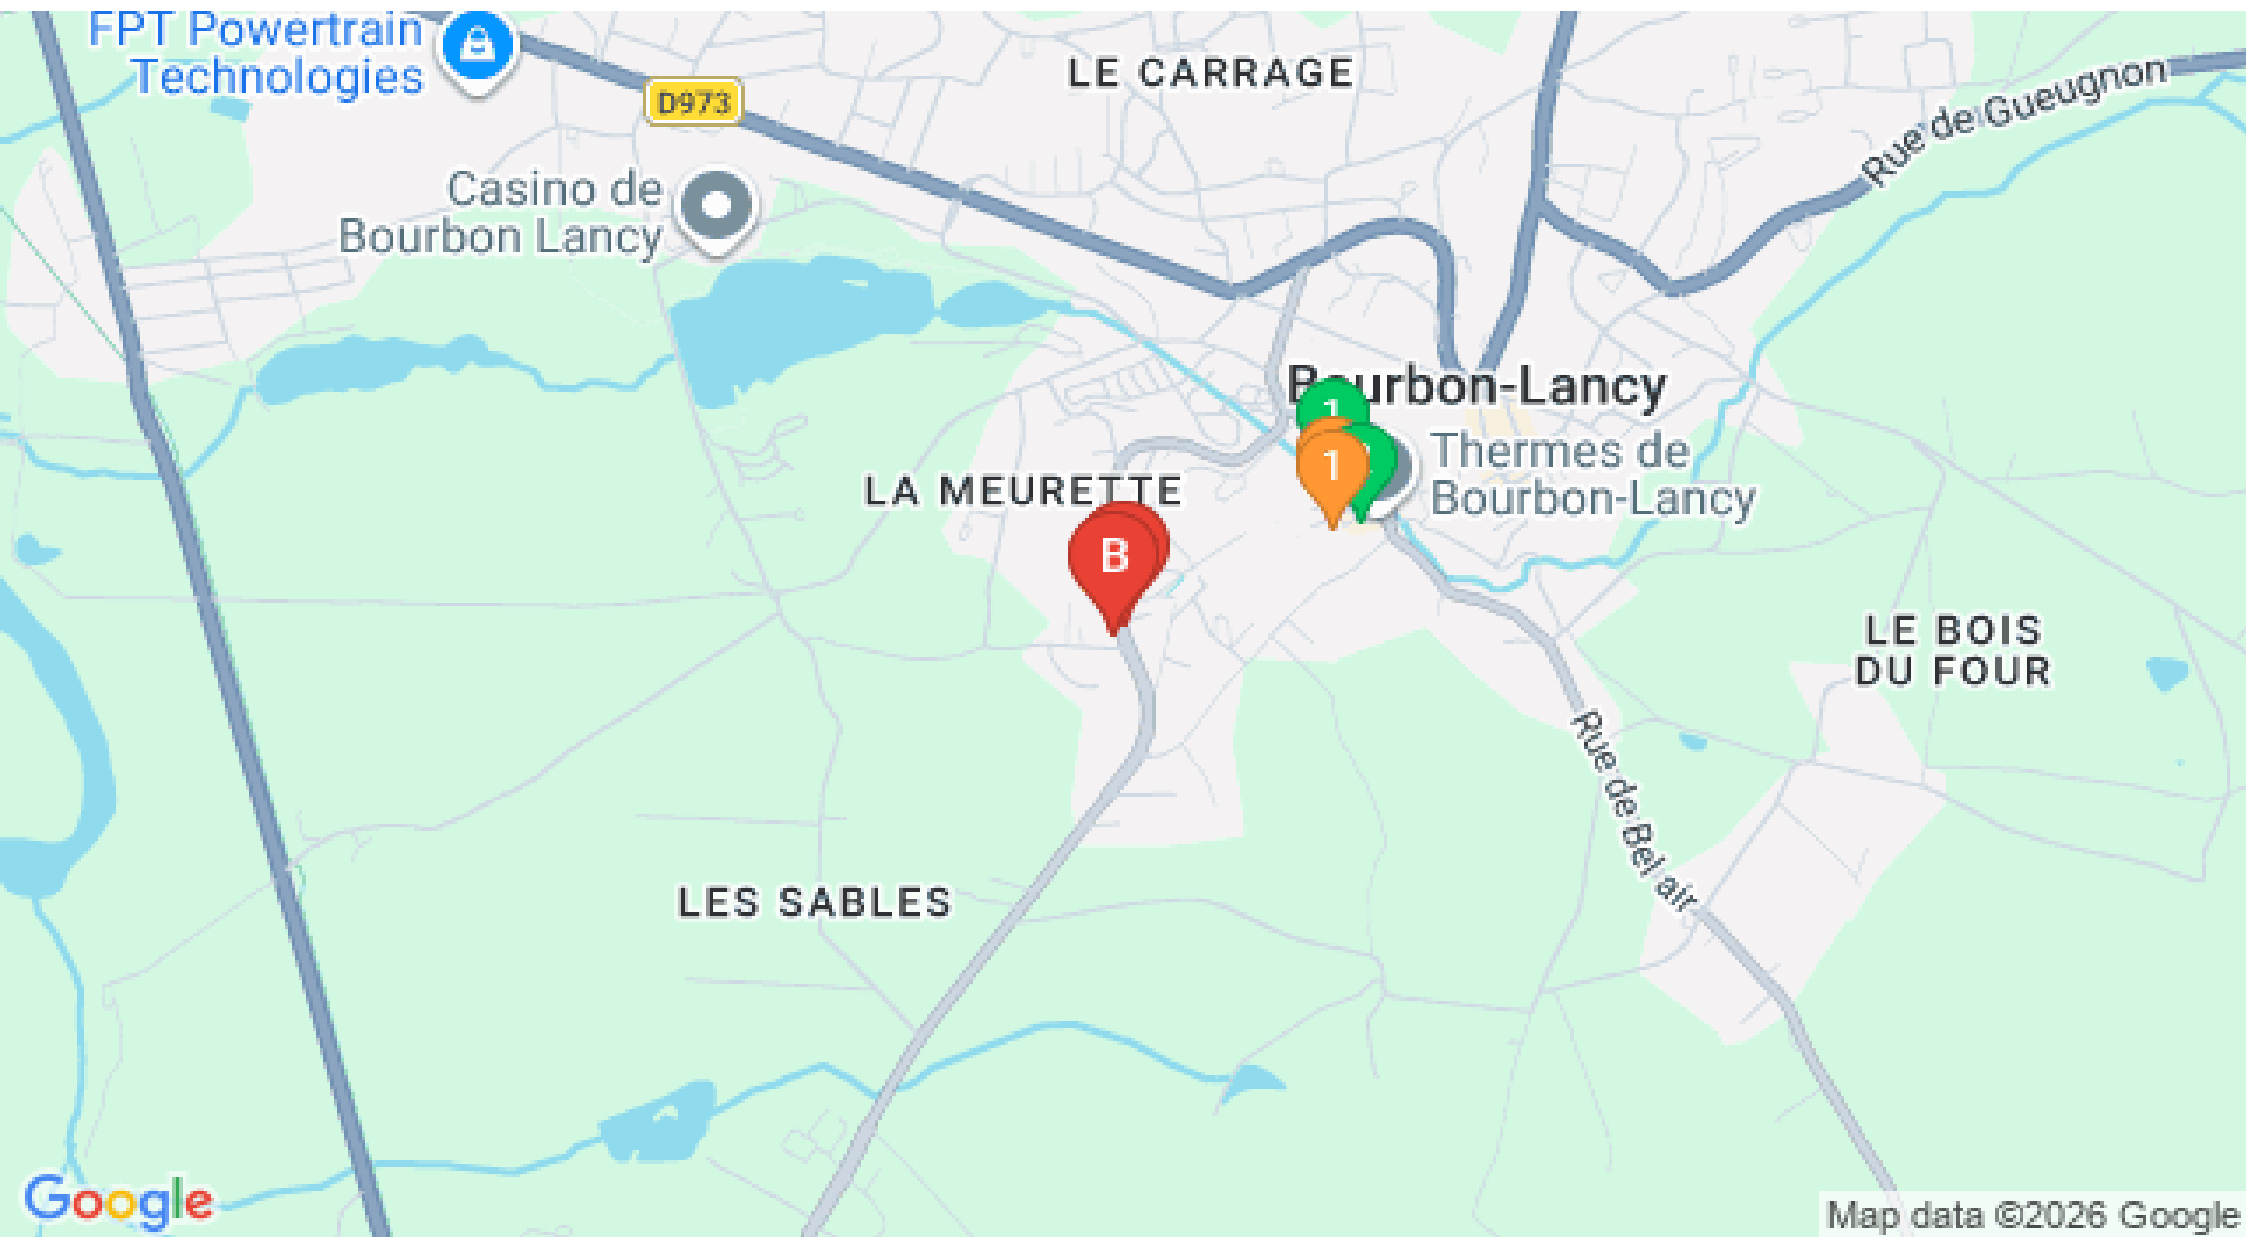 FPT Powertrain
Technologies
D973
LE CARRAGE
Rue de Gueugnon
Casino de
Bourbon Lancy
Bourbon-Lancy
1
1
Thermes de
Bourbon-Lancy
LA MEURETTE
B
LE BOIS
DU FOUR
Rue de Bel air
LES SABLES
Google
Map data ©2026 Google